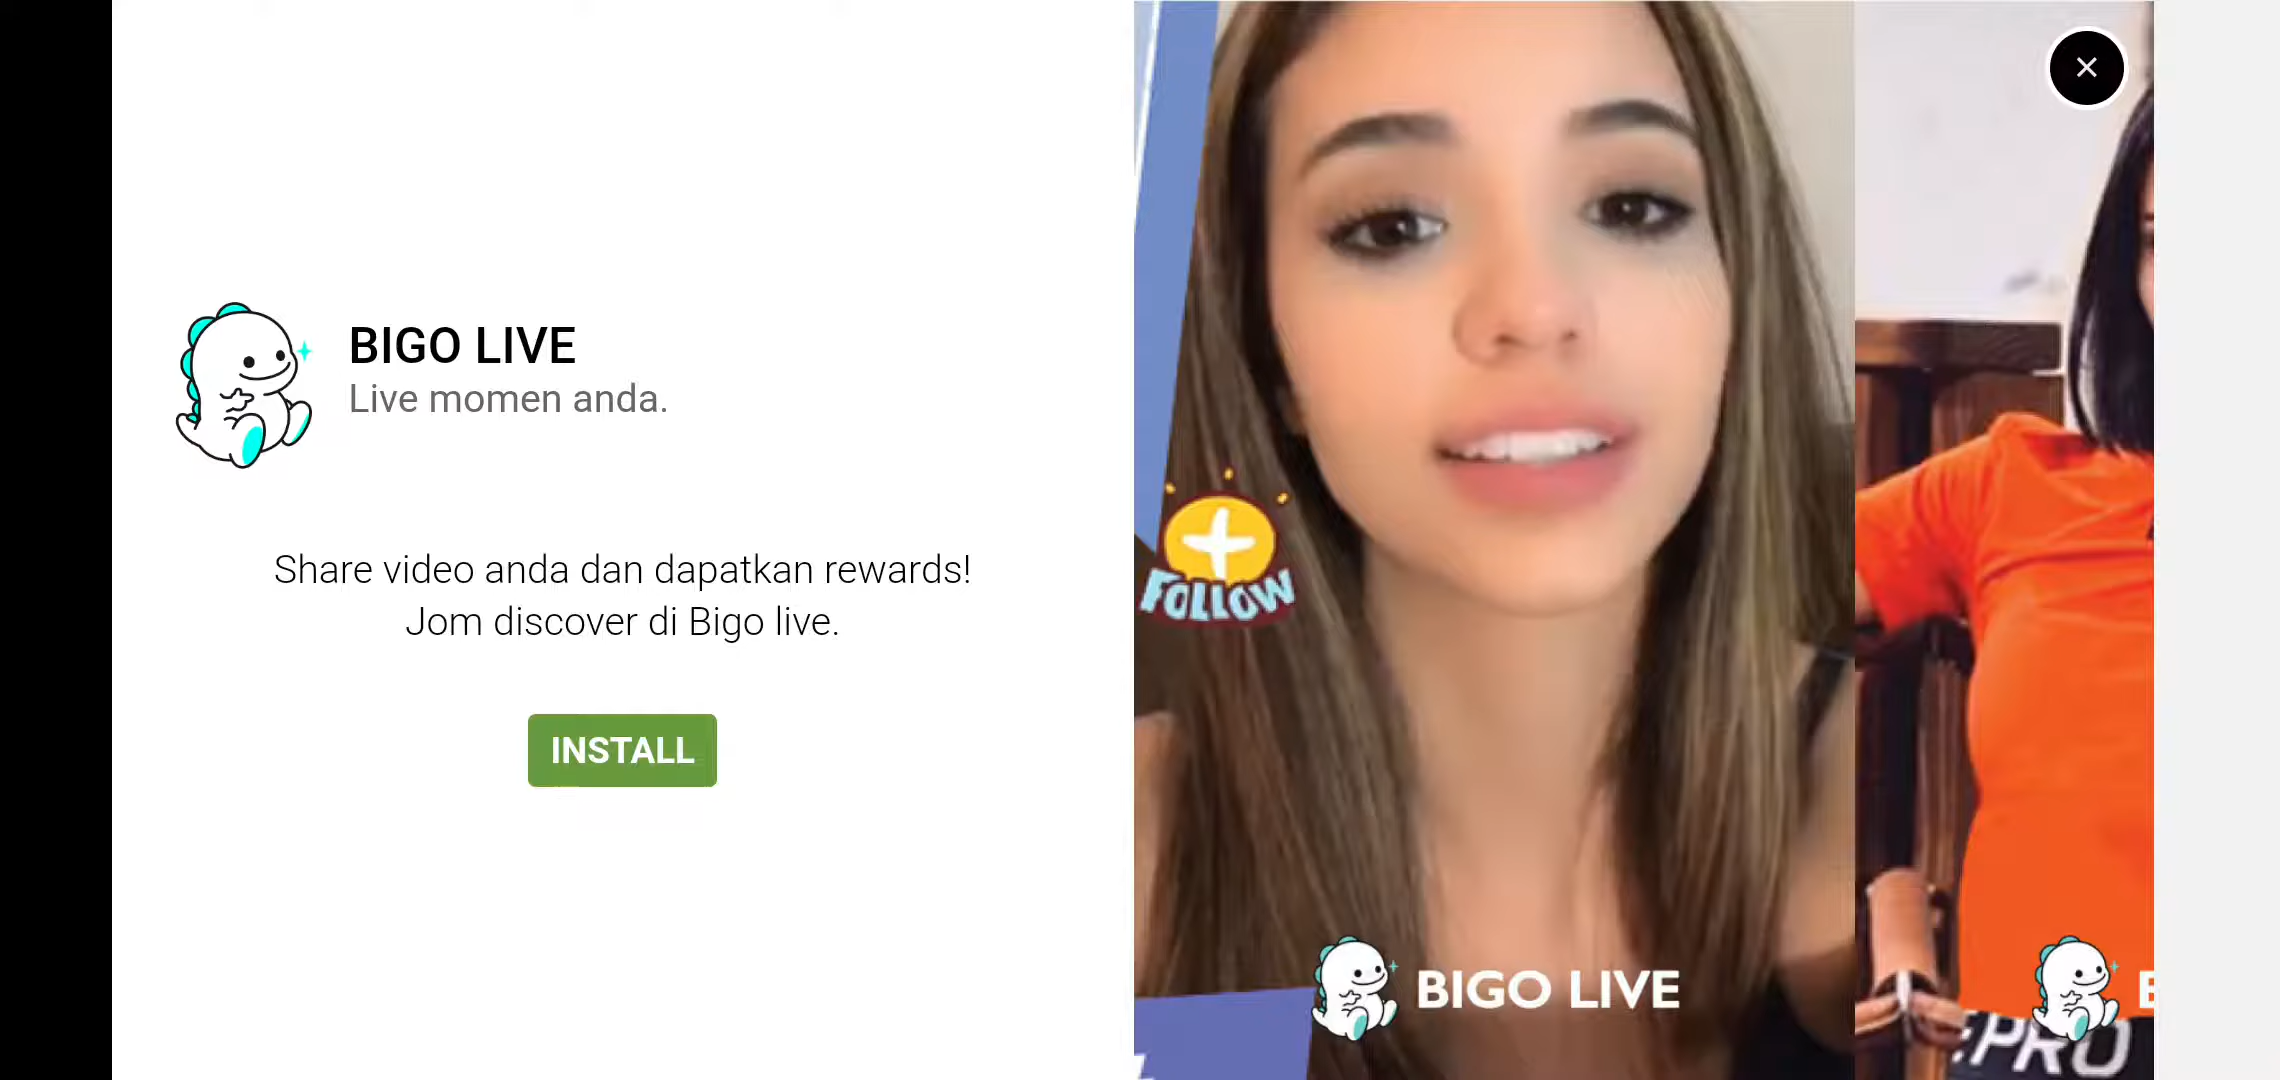 BIGO LIVE
Live momen anda.
Share video anda dan dapatkan rewards!
Jom discover di Bigo live.
INSTALL
FOLLOW
BIGO LIVE
PRO